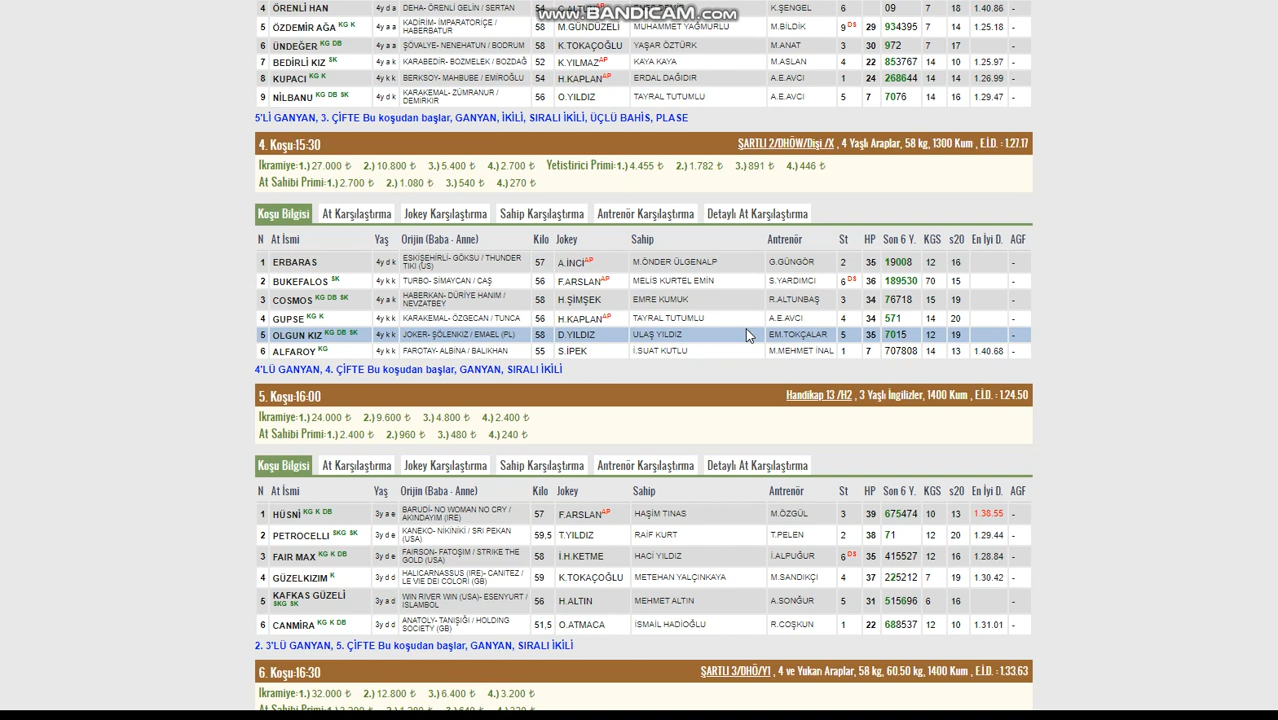 4 ÖRENLİ HAN 4y d a DEHA- ÖRENLİ GELİN / SERTAN K.ŞENGEL 6 09 7 18 1.40.86 -
www.BANDICAM.com
5 ÖZDEMİR AĞA KG K 4y a a KADİRİM- İMPARATORİÇE / HABERBATUR 58 M.GÜNDÜZELİ MUHAMMET YAĞMURLU M.BİLDİK 9 DS 29 934395 7 14 1.25.18 -
6 ÜNDEĞER KG DB 4y a a ŞÖVALYE- NENEHATUN / BODRUM 58 K.TOKAÇOĞLU YAŞAR ÖZTÜRK M.ANAT 3 30 972 7 17 -
7 BEDİRLİ KIZ SK 4y a k KARABEDİR- BOZMELEK / BOZDAĞ 52 K.YILMAZ AP KAYA KAYA M.ASLAN 4 22 853767 14 10 1.25.97 -
8 KUPACI KG K 4y k k BERKSOY- MAHBUBE / EMİROĞLU 54 H.KAPLAN AP ERDAL DAĞIDIR A.E.AVCI 1 24 268644 14 14 1.26.99 -
9 NİLBANU KG DB SK 4y k k KARAKEMAL- ZÜMRANUR / DEMİRKIR 56 O.YILDIZ TAYRAL TUTUMLU A.E.AVCI 5 7 7076 14 16 1.29.47 -
5'Lİ GANYAN, 3. ÇİFTE Bu koşudan başlar, GANYAN, İKİLİ, SIRALI İKİLİ, ÜÇLÜ BAHİS, PLASE
4. Koşu:15:30 ŞARTLI 2/DHÖW/Dişi /X , 4 Yaşlı Araplar, 58 kg, 1300 Kum , E.İ.D. : 1.27.17
İkramiye: 1.) 27.000 ₺ 2.) 10.800 ₺ 3.) 5.400 ₺ 4.) 2.700 ₺ Yetistirici Primi: 1.) 4.455 ₺ 2.) 1.782 ₺ 3.) 891 ₺ 4.) 446 ₺
At Sahibi Primi: 1.) 2.700 ₺ 2.) 1.080 ₺ 3.) 540 ₺ 4.) 270 ₺
Koşu Bilgisi At Karşılaştırma Jokey Karşılaştırma Sahip Karşılaştırma Antrenör Karşılaştırma Detaylı At Karşılaştırma
N At İsmi Yaş Orijin (Baba - Anne) Kilo Jokey Sahip Antrenör St HP Son 6 Y. KGS s20 En İyi D. AGF
1 ERBARAS 4y d k ESKİŞEHİRLİ- GÖKSU / THUNDER TIKI (US) 57 A.İNCİ AP M.ÖNDER ÜLGENALP G.GÜNGÖR 2 35 19008 12 16 -
2 BUKEFALOS SK 4y k k TURBO- SİMAYCAN / CAŞ 56 F.ARSLAN AP MELİS KURTEL EMİN S.YARDIMCI 6 DS 36 189530 70 15 -
3 COSMOS KG DB SK 4y a k HABERKAN- DÜRİYE HANIM / NEVZATBEY 58 H.ŞİMŞEK EMRE KUMUK R.ALTUNBAŞ 3 34 76718 15 19 -
4 GUPSE KG K 4y k k KARAKEMAL- ÖZGECAN / TUNCA 56 H.KAPLAN AP TAYRAL TUTUMLU A.E.AVCI 4 34 571 14 20 -
5 OLGUN KIZ KG DB SK 4y k k JOKER- ŞÖLENKIZ / EMAEL (PL) 58 D.YILDIZ ULAŞ YILDIZ EM.TOKÇALAR 5 35 7015 12 19 -
6 ALFAROY KG 4y k k FAROTAY- ALBİNA / BALIKHAN 55 S.İPEK İ.SUAT KUTLU M.MEHMET İNAL 1 7 707808 14 13 1.40.68 -
4'LÜ GANYAN, 4. ÇİFTE Bu koşudan başlar, GANYAN, SIRALI İKİLİ
5. Koşu:16:00 Handikap 13 /H2 , 3 Yaşlı İngilizler, 1400 Kum , E.İ.D. : 1.24.50
İkramiye: 1.) 24.000 ₺ 2.) 9.600 ₺ 3.) 4.800 ₺ 4.) 2.400 ₺
At Sahibi Primi: 1.) 2.400 ₺ 2.) 960 ₺ 3.) 480 ₺ 4.) 240 ₺
Koşu Bilgisi At Karşılaştırma Jokey Karşılaştırma Sahip Karşılaştırma Antrenör Karşılaştırma Detaylı At Karşılaştırma
N At İsmi Yaş Orijin (Baba - Anne) Kilo Jokey Sahip Antrenör St HP Son 6 Y. KGS s20 En İyi D. AGF
1 HÜSNİ KG K DB 3y a e BARUDİ- NO WOMAN NO CRY / AKINDAYIM (IRE) 57 F.ARSLAN AP HAŞİM TINAS M.ÖZGÜL 3 39 675474 10 13 1.38.55 -
2 PETROCELLI SKG SK 3y d e KANEKO- NİKİNİKİ / SRI PEKAN (USA) 59,5 T.YILDIZ RAİF KURT T.PELEN 2 38 71 12 20 1.29.44 -
3 FAIR MAX KG K DB 3y d e FAIRSON- FATOŞIM / STRIKE THE GOLD (USA) 58 İ.H.KETME HACİ YILDIZ İ.ALPUĞUR 6 DS 35 415527 12 16 1.28.84 -
4 GÜZELKIZIM K 3y d d HALICARNASSUS (IRE)- CANITEZ / LE VIE DEI COLORI (GB) 59 K.TOKAÇOĞLU METEHAN YALÇINKAYA M.SANDIKÇI 4 37 225212 7 19 1.30.42 -
5 KAFKAS GÜZELİ SKG SK 3y a d WIN RIVER WIN (USA)- ESENYURT / ISLAMBOL 56 H.ALTIN MEHMET ALTIN A.SONĞUR 5 31 515696 6 16 -
6 CANMİRA KG K DB 3y d d ANATOLY- TANIŞIĞI / HOLDING SOCIETY (GB) 51,5 O.ATMACA İSMAİL HADİOĞLU R.COŞKUN 1 22 688537 12 10 1.31.01 -
2. 3'LÜ GANYAN, 5. ÇİFTE Bu koşudan başlar, GANYAN, SIRALI İKİLİ
6. Koşu:16:30 ŞARTLI 3/DHÖ/Y1 , 4 ve Yukarı Araplar, 58 kg, 60.50 kg, 1400 Kum , E.İ.D. : 1.33.63
İkramiye: 1.) 32.000 ₺ 2.) 12.800 ₺ 3.) 6.400 ₺ 4.) 3.200 ₺